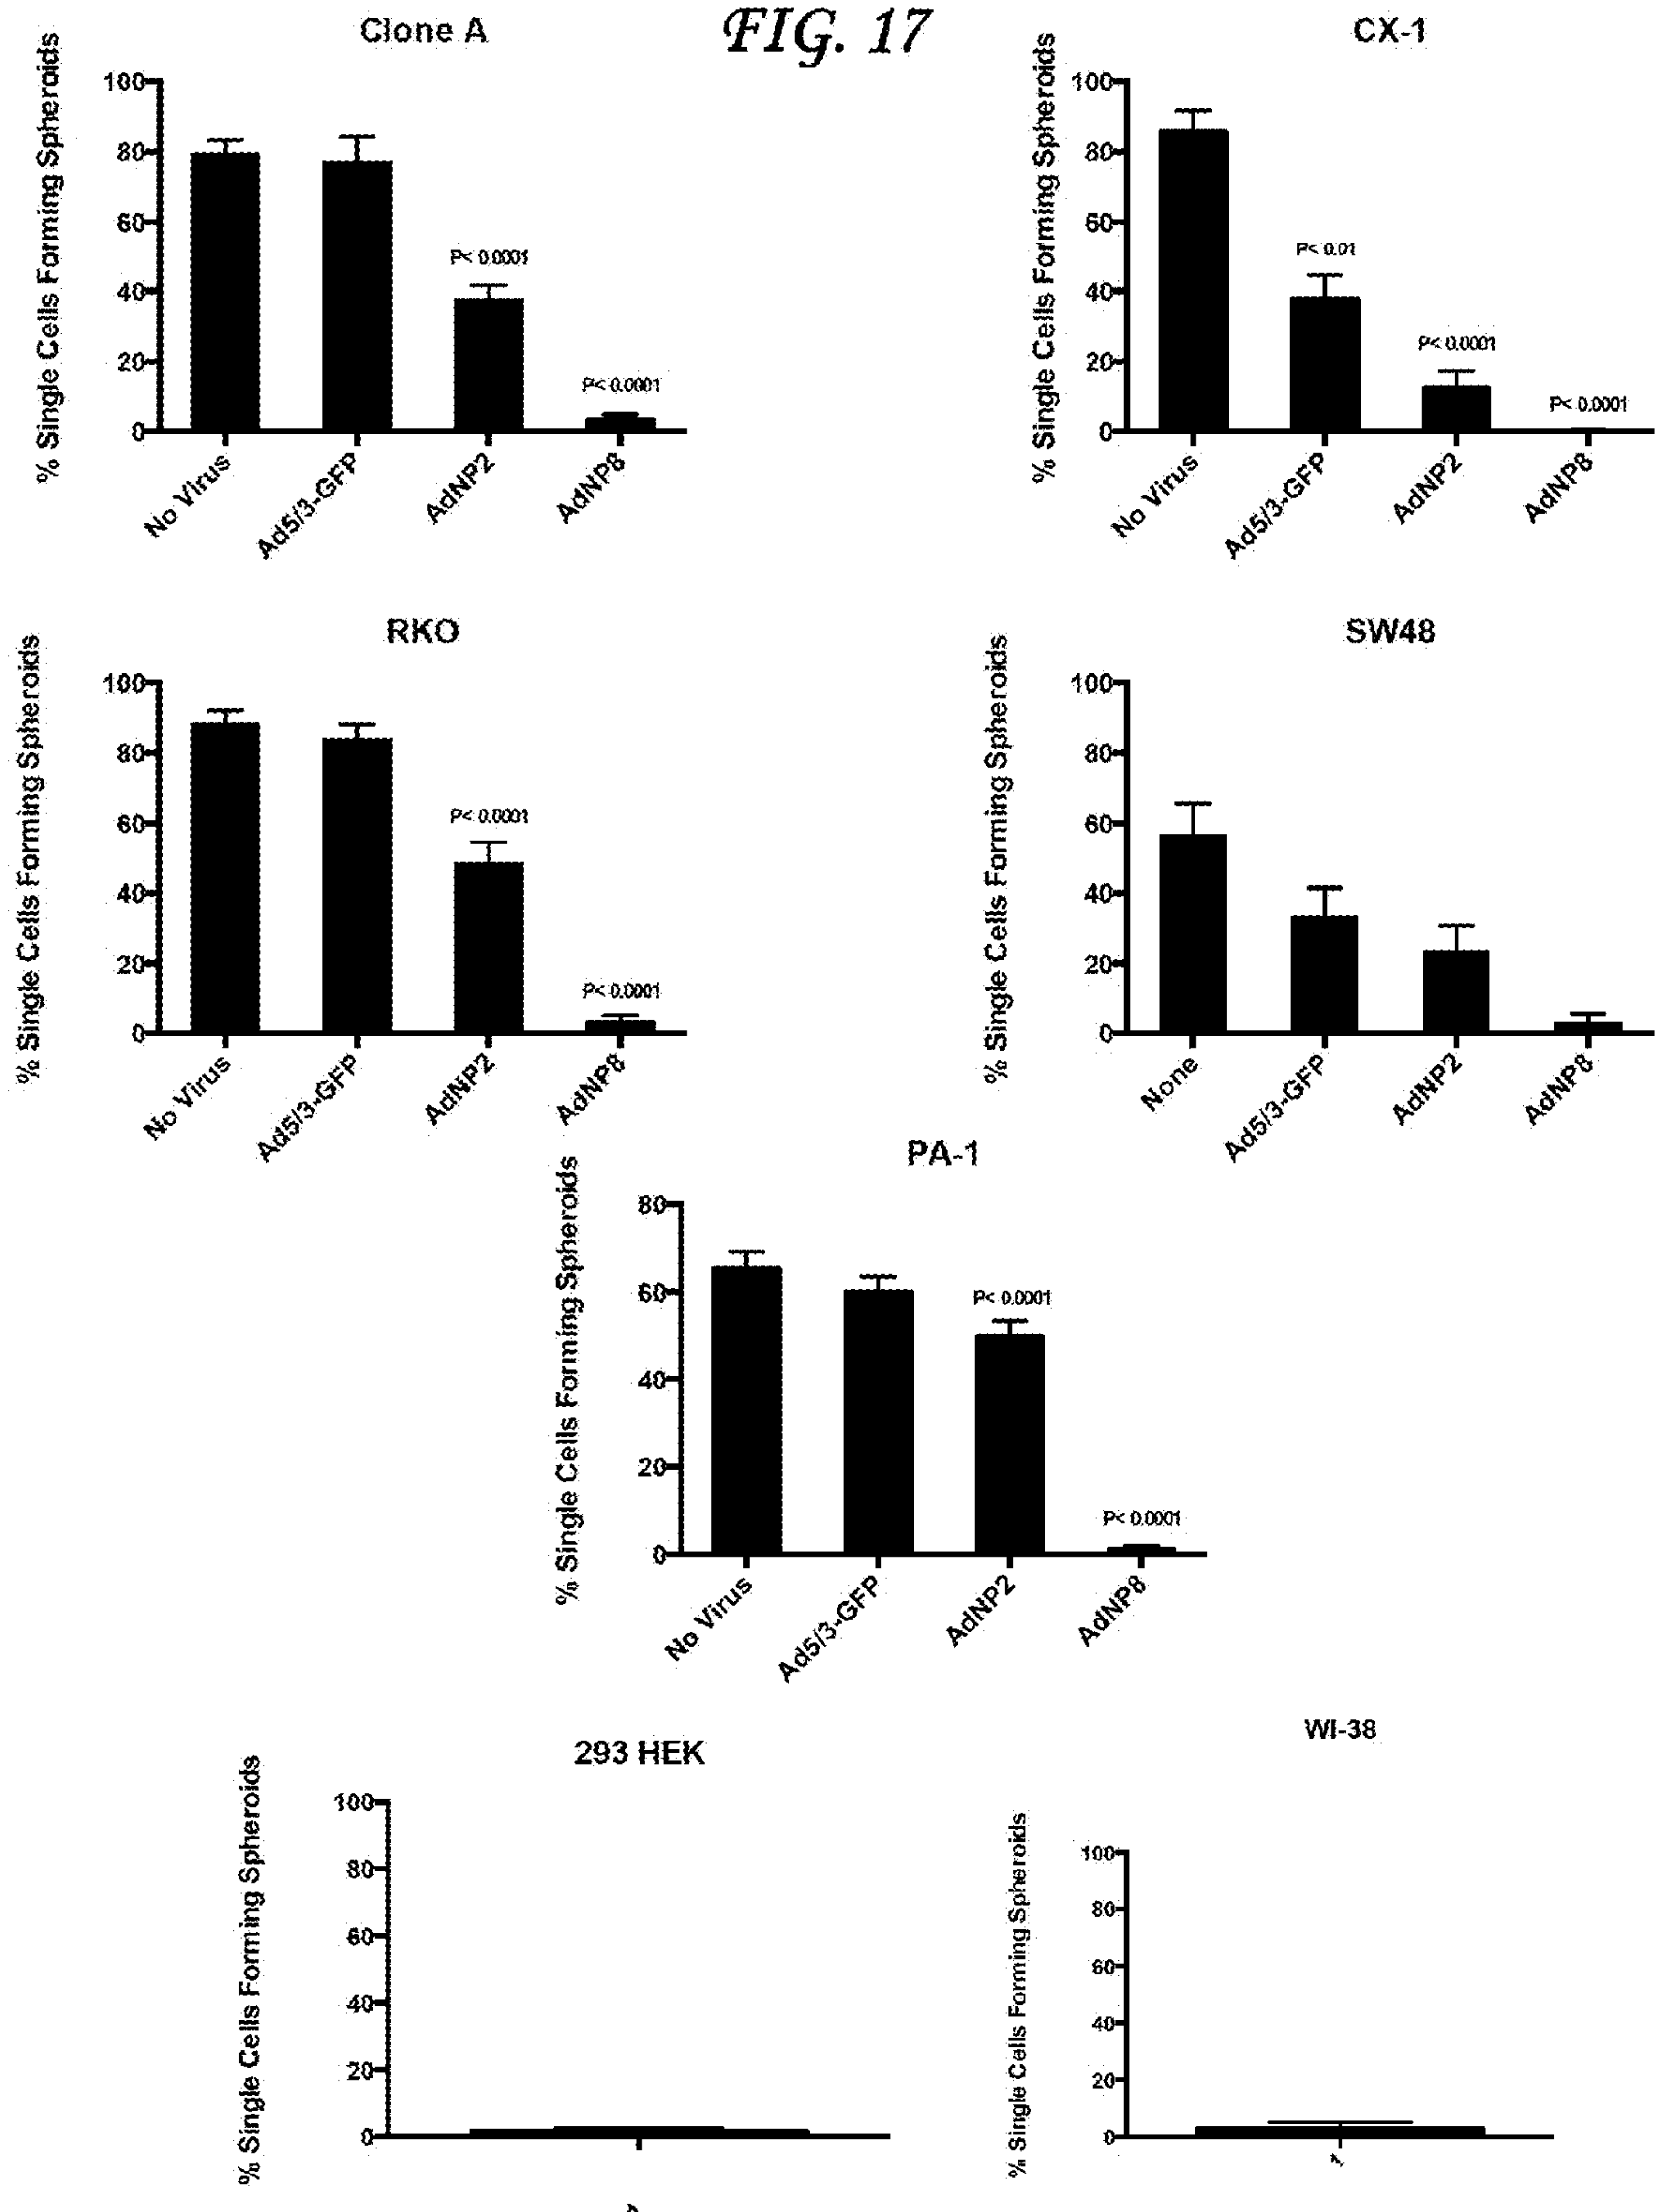 FIG. 17
Clone A
% Single Cells Forming Spheroids
100
80
60
40
20
0
P< 0.0001
P< 0.0001
No Virus
Ad5/3-GFP
AdNP2
AdNP8
CX-1
% Single Cells Forming Spheroids
100
80
60
40
20
0
P< 0.01
P< 0.0001
P< 0.0001
No Virus
Ad5/3-GFP
AdNP2
AdNP8
RKO
% Single Cells Forming Spheroids
100
80
60
40
20
0
P< 0.0001
P< 0.0001
No Virus
Ad5/3-GFP
AdNP2
AdNP8
SW48
% Single Cells Forming Spheroids
100
80
60
40
20
0
None
Ad5/3-GFP
AdNP2
AdNP8
PA-1
% Single Cells Forming Spheroids
80
60
40
20
0
P< 0.0001
P< 0.0001
No Virus
Ad5/3-GFP
AdNP2
AdNP8
293 HEK
% Single Cells Forming Spheroids
100
80
60
40
20
0
WI-38
% Single Cells Forming Spheroids
100
80
60
40
20
0
1